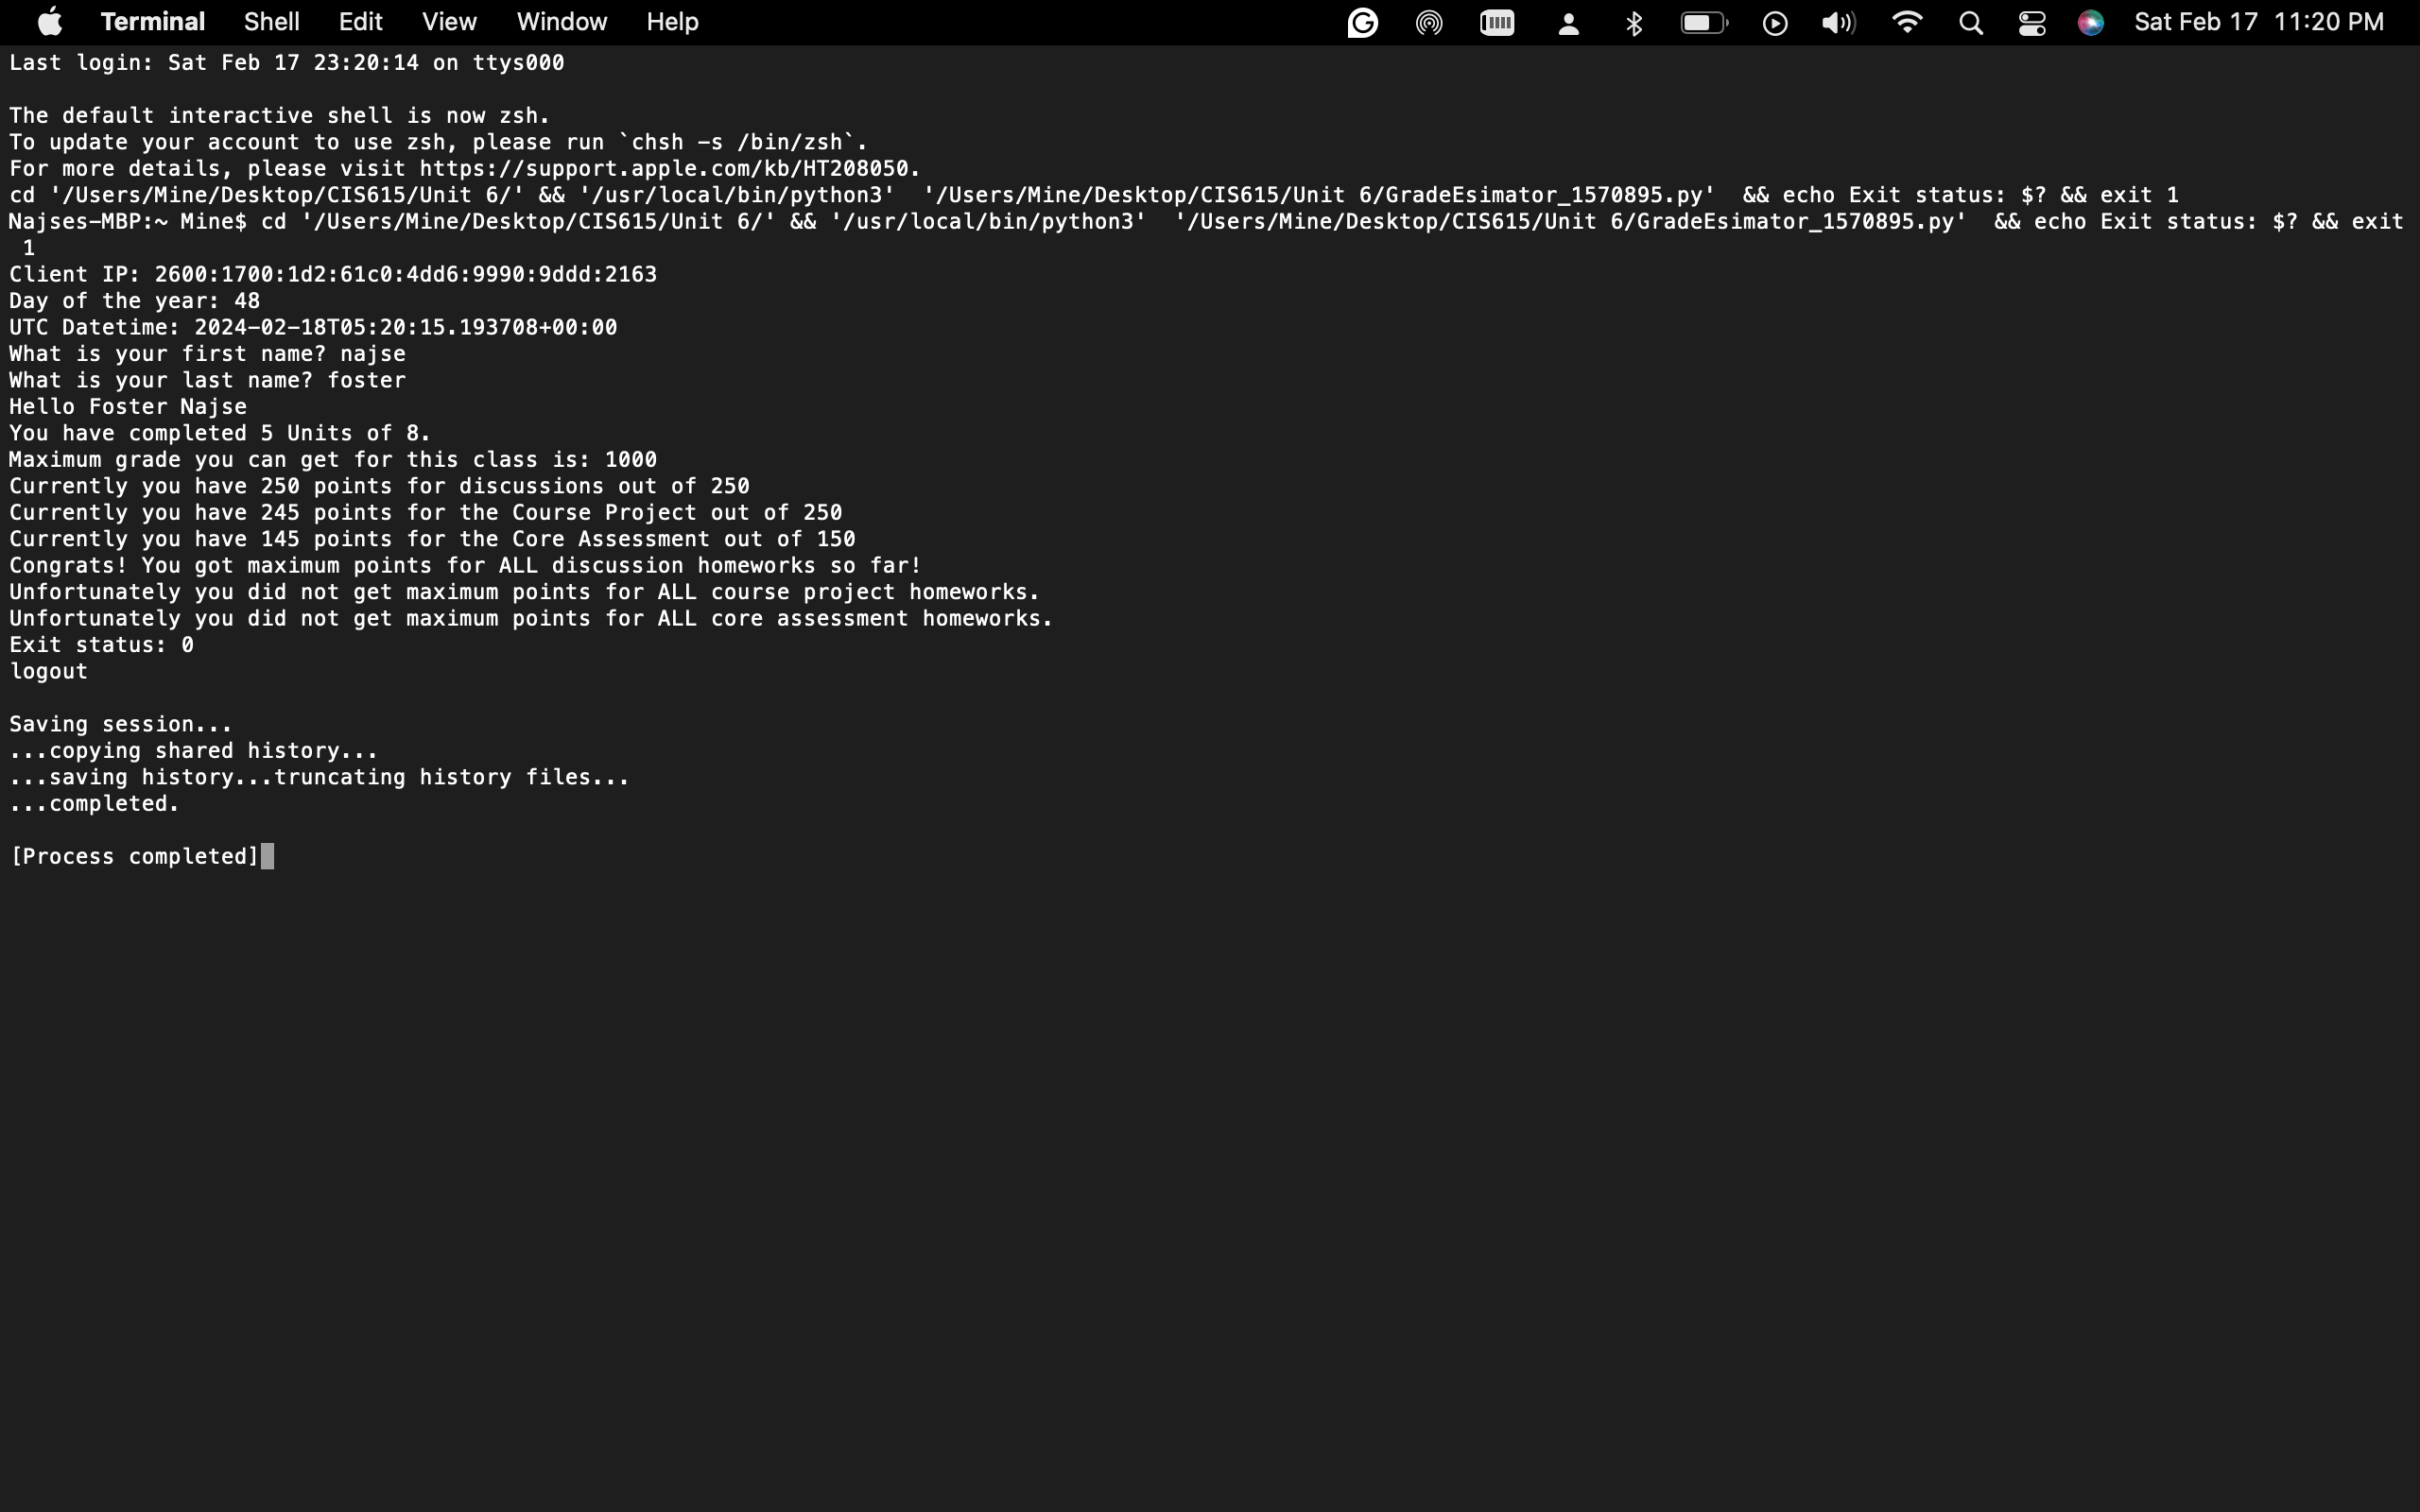 Terminal Shell Edit View Window Help Sat Feb 17 11:20 PM
Last login: Sat Feb 17 23:20:14 on ttys000
The default interactive shell is now zsh.
To update your account to use zsh, please run `chsh -s /bin/zsh`.
For more details, please visit https://support.apple.com/kb/HT208050.
cd '/Users/Mine/Desktop/CIS615/Unit 6/' && '/usr/local/bin/python3'  '/Users/Mine/Desktop/CIS615/Unit 6/GradeEsimator_1570895.py'  && echo Exit status: $? && exit 1
Najses-MBP:~ Mine$ cd '/Users/Mine/Desktop/CIS615/Unit 6/' && '/usr/local/bin/python3'  '/Users/Mine/Desktop/CIS615/Unit 6/GradeEsimator_1570895.py'  && echo Exit status: $? && exit
1
Client IP: 2600:1700:1d2:61c0:4dd6:9990:9ddd:2163
Day of the year: 48
UTC Datetime: 2024-02-18T05:20:15.193708+00:00
What is your first name? najse
What is your last name? foster
Hello Foster Najse
You have completed 5 Units of 8.
Maximum grade you can get for this class is: 1000
Currently you have 250 points for discussions out of 250
Currently you have 245 points for the Course Project out of 250
Currently you have 145 points for the Core Assessment out of 150
Congrats! You got maximum points for ALL discussion homeworks so far!
Unfortunately you did not get maximum points for ALL course project homeworks.
Unfortunately you did not get maximum points for ALL core assessment homeworks.
Exit status: 0
logout
Saving session...
...copying shared history...
...saving history...truncating history files...
...completed.
[Process completed]